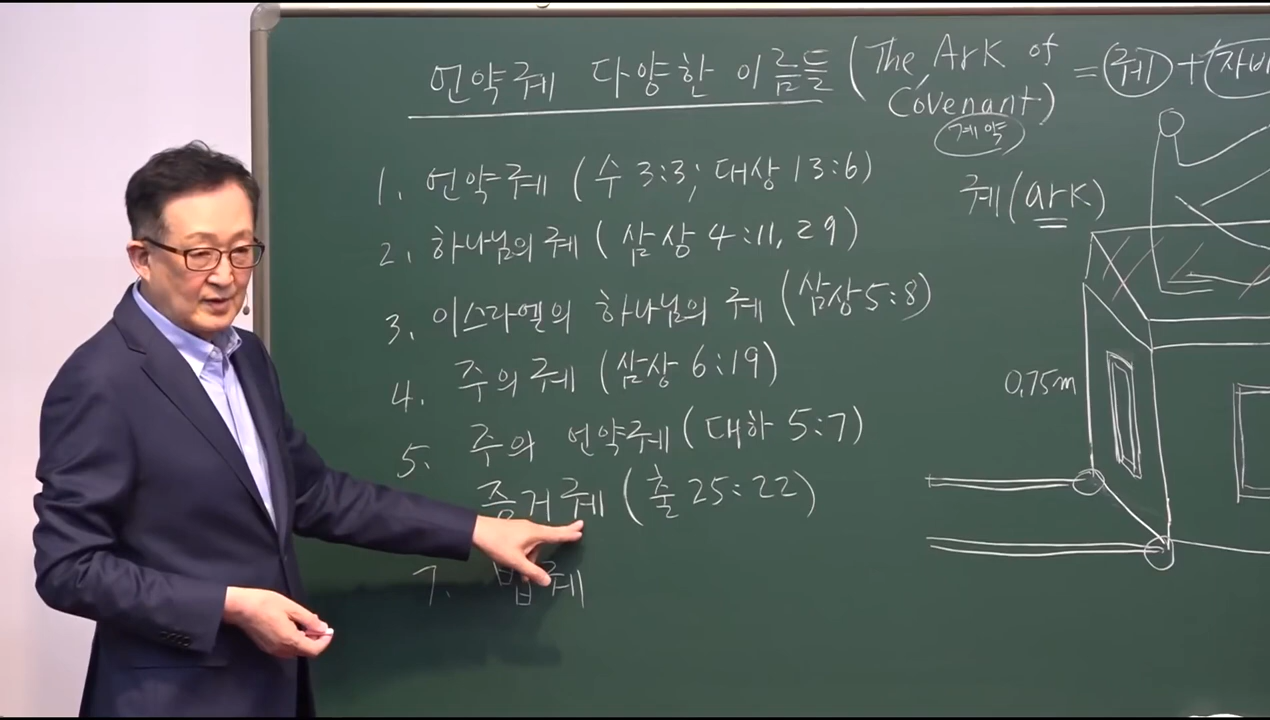 언약궤 다양한 이름들 (The Ark of Covenant) = 궤 +
계약
1. 언약궤 (수 3:3; 대상 13:6)
궤(ark)
2. 하나님의 궤 (삼상 4:11, 29)
3. 이스라엘의 하나님의 궤 (삼상 5:8)
4. 주의 궤 (삼상 6:19)
0.75m
5. 주의 언약궤 (대하 5:7)
증거궤 (출 25:22)
7. 법궤